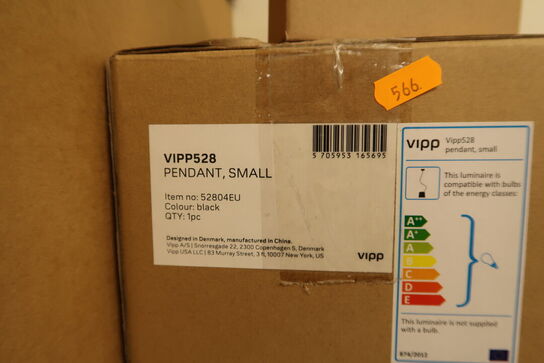 566.
VIPP528
PENDANT, SMALL
Item no: 52804EU
Colour: black
QTY: 1pc
Designed in Denmark, manufactured in China.
Vipp A/S | Snorresgade 22, 2300 Copenhagen S, Denmark
Vipp USA LLC | 83 Murray Street, 3 fl, 10007 New York, US
vipp
5 705953 165695
vipp
Vipp528
pendant, small
This luminaire is
compatible with bulbs
of the energy classes:
A++
A+
A
B
C
D
E
This luminaire is not supplied
with a bulb.
874/2012